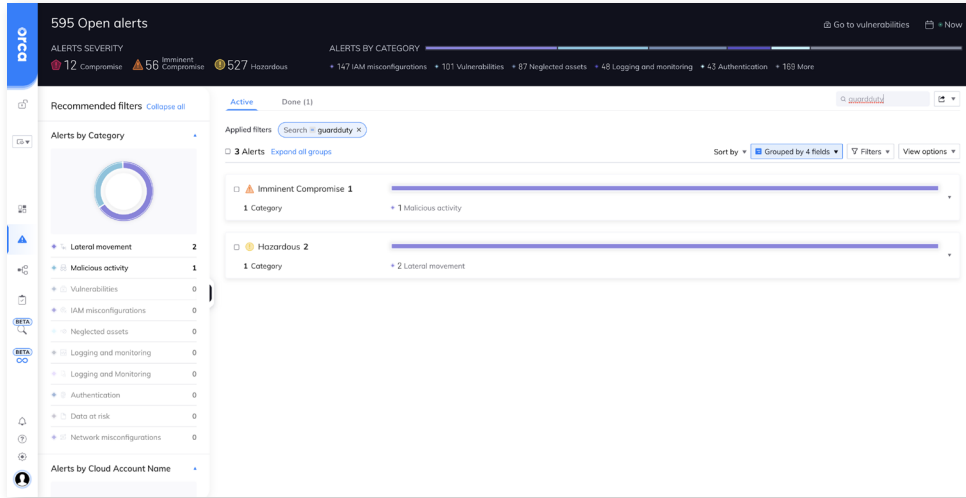 orca
595 Open alerts
Go to vulnerabilities
Now
ALERTS SEVERITY
12 Compromise
56 Imminent Compromise
527 Hazardous
ALERTS BY CATEGORY
147 IAM misconfigurations
101 Vulnerabilities
87 Neglected assets
48 Logging and monitoring
43 Authentication
169 More
Recommended filters Collapse all
Alerts by Category
Lateral movement 2
Malicious activity 1
Vulnerabilities 0
IAM misconfigurations 0
Neglected assets 0
Logging and monitoring 0
Logging and Monitoring 0
Authentication 0
Data at risk 0
Network misconfigurations 0
Alerts by Cloud Account Name
BETA
BETA
Active
Done (1)
guardduty
Applied filters
Search = guardduty ×
3 Alerts Expand all groups
Sort by
Grouped by 4 fields
Filters
View options
Imminent Compromise 1
1 Category
1 Malicious activity
Hazardous 2
1 Category
2 Lateral movement